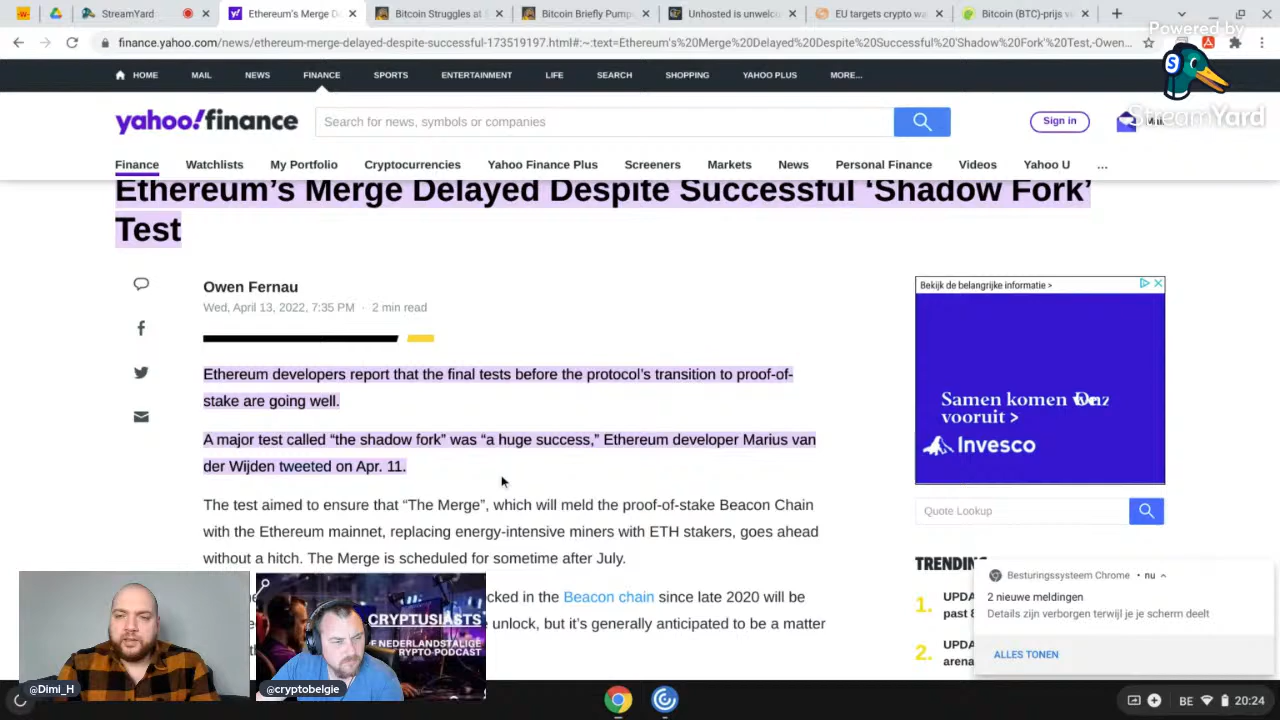 StreamYard
Ethereum's Merge D
Bitcoin Struggles at
Bitcoin Briefly Pump
Unhosted is unwelc
EU targets crypto wa
Bitcoin (BTC)-prijs v
Powered by
StreamYard
finance.yahoo.com/news/ethereum-merge-delayed-despite-successful-173519197.html#:~:text=Ethereum's%20Merge%20Delayed%20Despite%20Successful%20'Shadow%20Fork'%20Test,-Owen...
HOME MAIL NEWS FINANCE SPORTS ENTERTAINMENT LIFE SEARCH SHOPPING YAHOO PLUS MORE...
yahoo!finance
Search for news, symbols or companies
Sign in
Finance Watchlists My Portfolio Cryptocurrencies Yahoo Finance Plus Screeners Markets News Personal Finance Videos Yahoo U ...
Ethereum’s Merge Delayed Despite Successful ‘Shadow Fork’
Test
Owen Fernau
Wed, April 13, 2022, 7:35 PM · 2 min read
Ethereum developers report that the final tests before the protocol’s transition to proof-of-
stake are going well.
A major test called “the shadow fork” was “a huge success,” Ethereum developer Marius van
der Wijden tweeted on Apr. 11.
The test aimed to ensure that “The Merge”, which will meld the proof-of-stake Beacon Chain
with the Ethereum mainnet, replacing energy-intensive miners with ETH stakers, goes ahead
without a hitch. The Merge is scheduled for sometime after July.
cked in the Beacon chain since late 2020 will be
unlock, but it’s generally anticipated to be a matter
Bekijk de belangrijke informatie >
Samen komen
vooruit >
Invesco
Quote Lookup
TRENDING
1. UPDA
past 8
2. UPDA
arena
Besturingssysteem Chrome • nu
2 nieuwe meldingen
Details zijn verborgen terwijl je je scherm deelt
ALLES TONEN
CRYPTUSIASTS
NEDERLANDSTALIGE
RYPTO-PODCAST
@Dimi_H
@cryptobelgie
BE
20:24